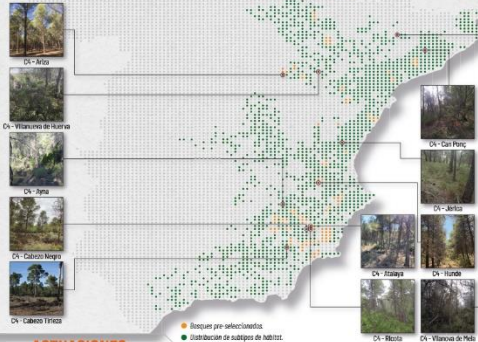 C4 - Ariza
C4 - Villanueva de Huerva
C4 - Ayna
C4 - Cabezo Negro
C4 - Cabezo Tirieza
C4 - Can Ponç
C4 - Jérica
C4 - Atalaya
C4 - Hunde
C4 - Ricote
C4 - Vilanova de Meia
Bosques pre-seleccionados.
Distribución de subtipos de hábitat.